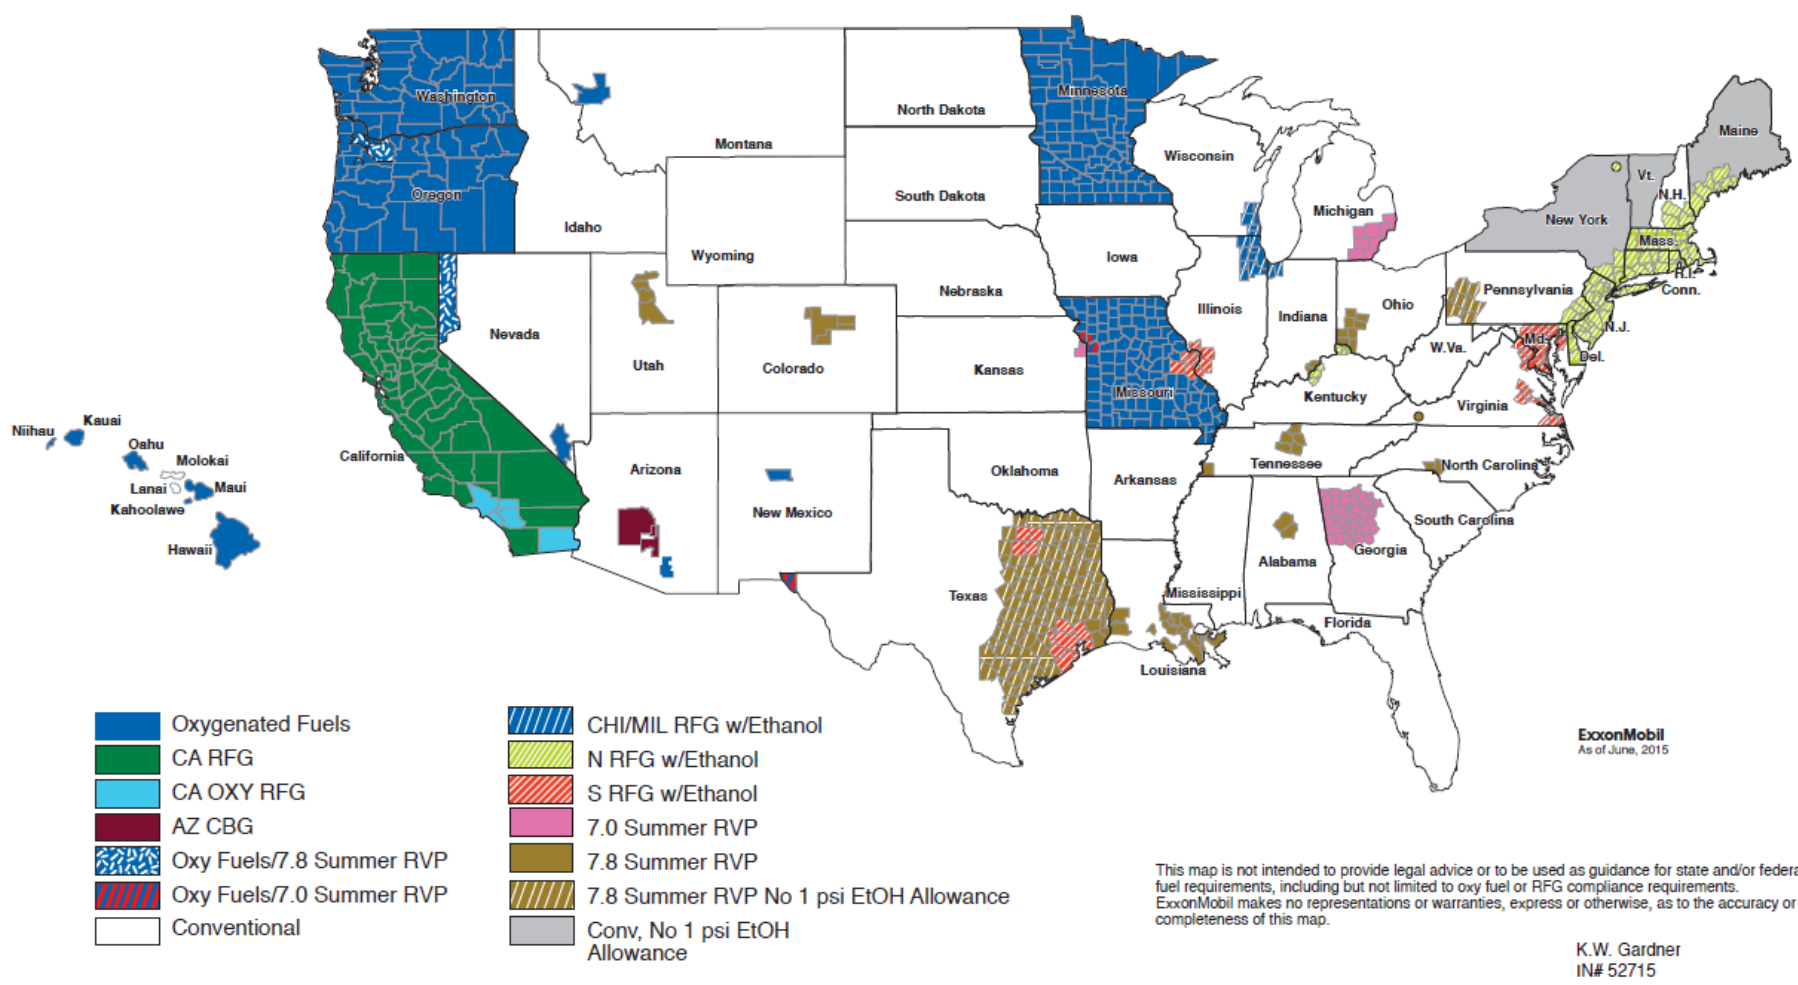 Washington
Minnesota
Maine
North Dakota
Montana
Wisconsin
Vt.
Oregon
South Dakota
N.H.
Michigan
New York
Idaho
Mass.
Wyoming
Iowa
R.I.
Nebraska
Pennsylvania
Conn.
Illinois
Indiana
Ohio
Nevada
N.J.
Md.
W.Va.
Del.
Utah
Colorado
Kansas
Missouri
Kentucky
Virginia
Kauai
Niihau
Oahu
California
Molokai
Arizona
Oklahoma
Tennessee
North Carolina
Lanai
Maui
Arkansas
Kahoolawe
New Mexico
South Carolina
Hawaii
Georgia
Alabama
Texas
Mississippi
Florida
Louisiana
Oxygenated Fuels
CA RFG
CA OXY RFG
AZ CBG
Oxy Fuels/7.8 Summer RVP
Oxy Fuels/7.0 Summer RVP
Conventional
CHI/MIL RFG w/Ethanol
N RFG w/Ethanol
S RFG w/Ethanol
7.0 Summer RVP
7.8 Summer RVP
7.8 Summer RVP No 1 psi EtOH Allowance
Conv, No 1 psi EtOH
Allowance
ExxonMobil
As of June, 2015
This map is not intended to provide legal advice or to be used as guidance for state and/or federa
fuel requirements, including but not limited to oxy fuel or RFG compliance requirements.
ExxonMobil makes no representations or warranties, express or otherwise, as to the accuracy or
completeness of this map.
K.W. Gardner
IN# 52715